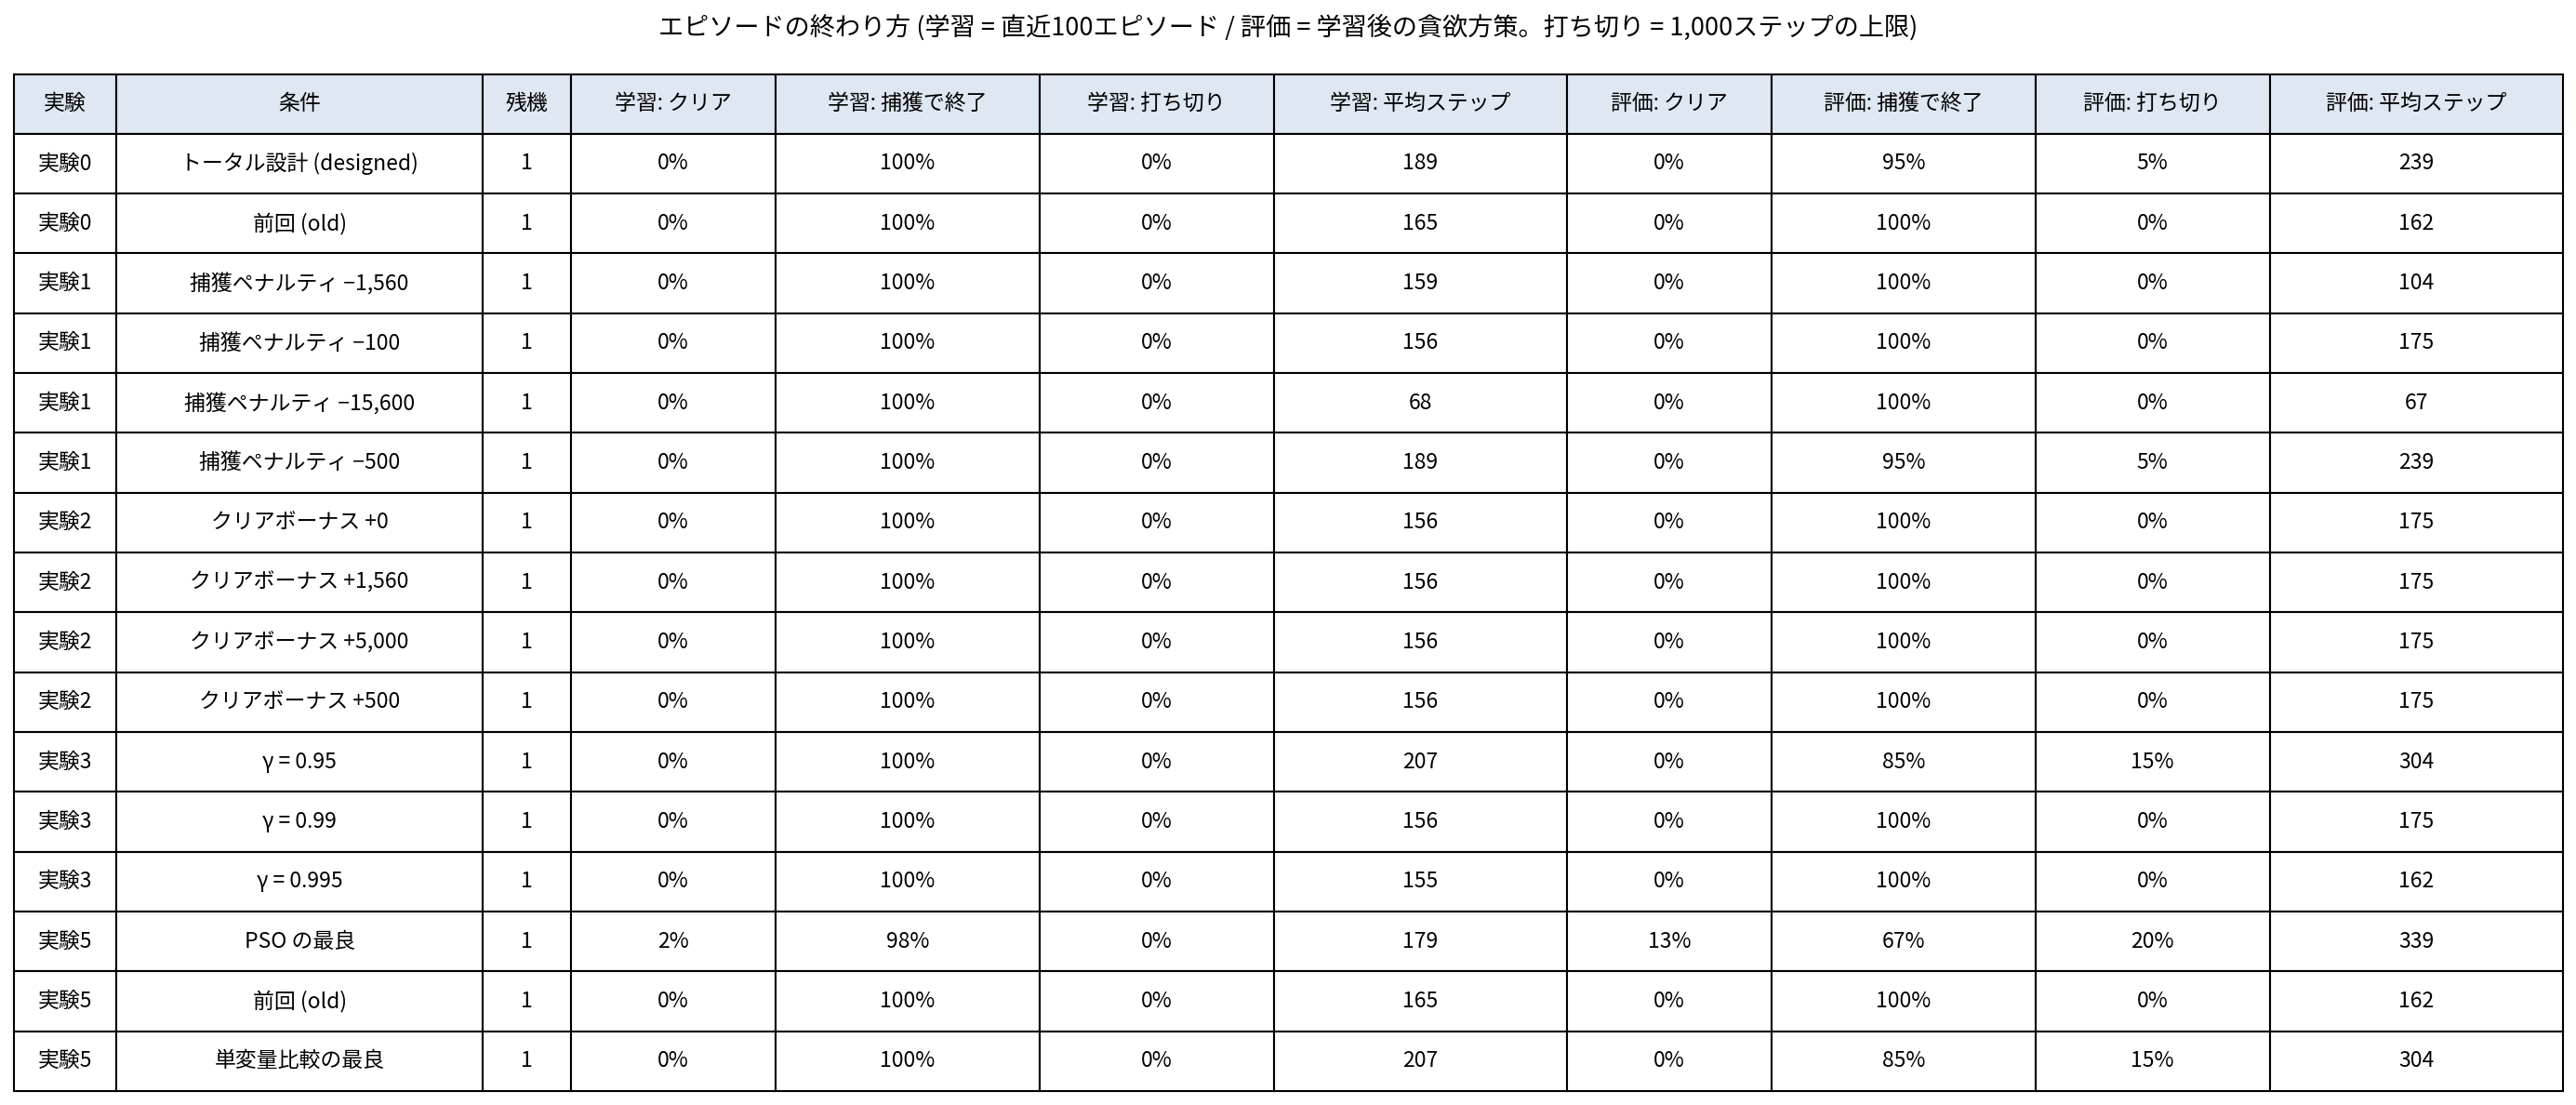 エピソードの終わり方 (学習 = 直近100エピソード / 評価 = 学習後の貪欲方策。打ち切り = 1,000ステップの上限)
実験 条件 残機 学習: クリア 学習: 捕獲で終了 学習: 打ち切り 学習: 平均ステップ 評価: クリア 評価: 捕獲で終了 評価: 打ち切り 評価: 平均ステップ
実験0 トータル設計 (designed) 1 0% 100% 0% 189 0% 95% 5% 239
実験0 前回 (old) 1 0% 100% 0% 165 0% 100% 0% 162
実験1 捕獲ペナルティ −1,560 1 0% 100% 0% 159 0% 100% 0% 104
実験1 捕獲ペナルティ −100 1 0% 100% 0% 156 0% 100% 0% 175
実験1 捕獲ペナルティ −15,600 1 0% 100% 0% 68 0% 100% 0% 67
実験1 捕獲ペナルティ −500 1 0% 100% 0% 189 0% 95% 5% 239
実験2 クリアボーナス +0 1 0% 100% 0% 156 0% 100% 0% 175
実験2 クリアボーナス +1,560 1 0% 100% 0% 156 0% 100% 0% 175
実験2 クリアボーナス +5,000 1 0% 100% 0% 156 0% 100% 0% 175
実験2 クリアボーナス +500 1 0% 100% 0% 156 0% 100% 0% 175
実験3 γ = 0.95 1 0% 100% 0% 207 0% 85% 15% 304
実験3 γ = 0.99 1 0% 100% 0% 156 0% 100% 0% 175
実験3 γ = 0.995 1 0% 100% 0% 155 0% 100% 0% 162
実験5 PSO の最良 1 2% 98% 0% 179 13% 67% 20% 339
実験5 前回 (old) 1 0% 100% 0% 165 0% 100% 0% 162
実験5 単変量比較の最良 1 0% 100% 0% 207 0% 85% 15% 304